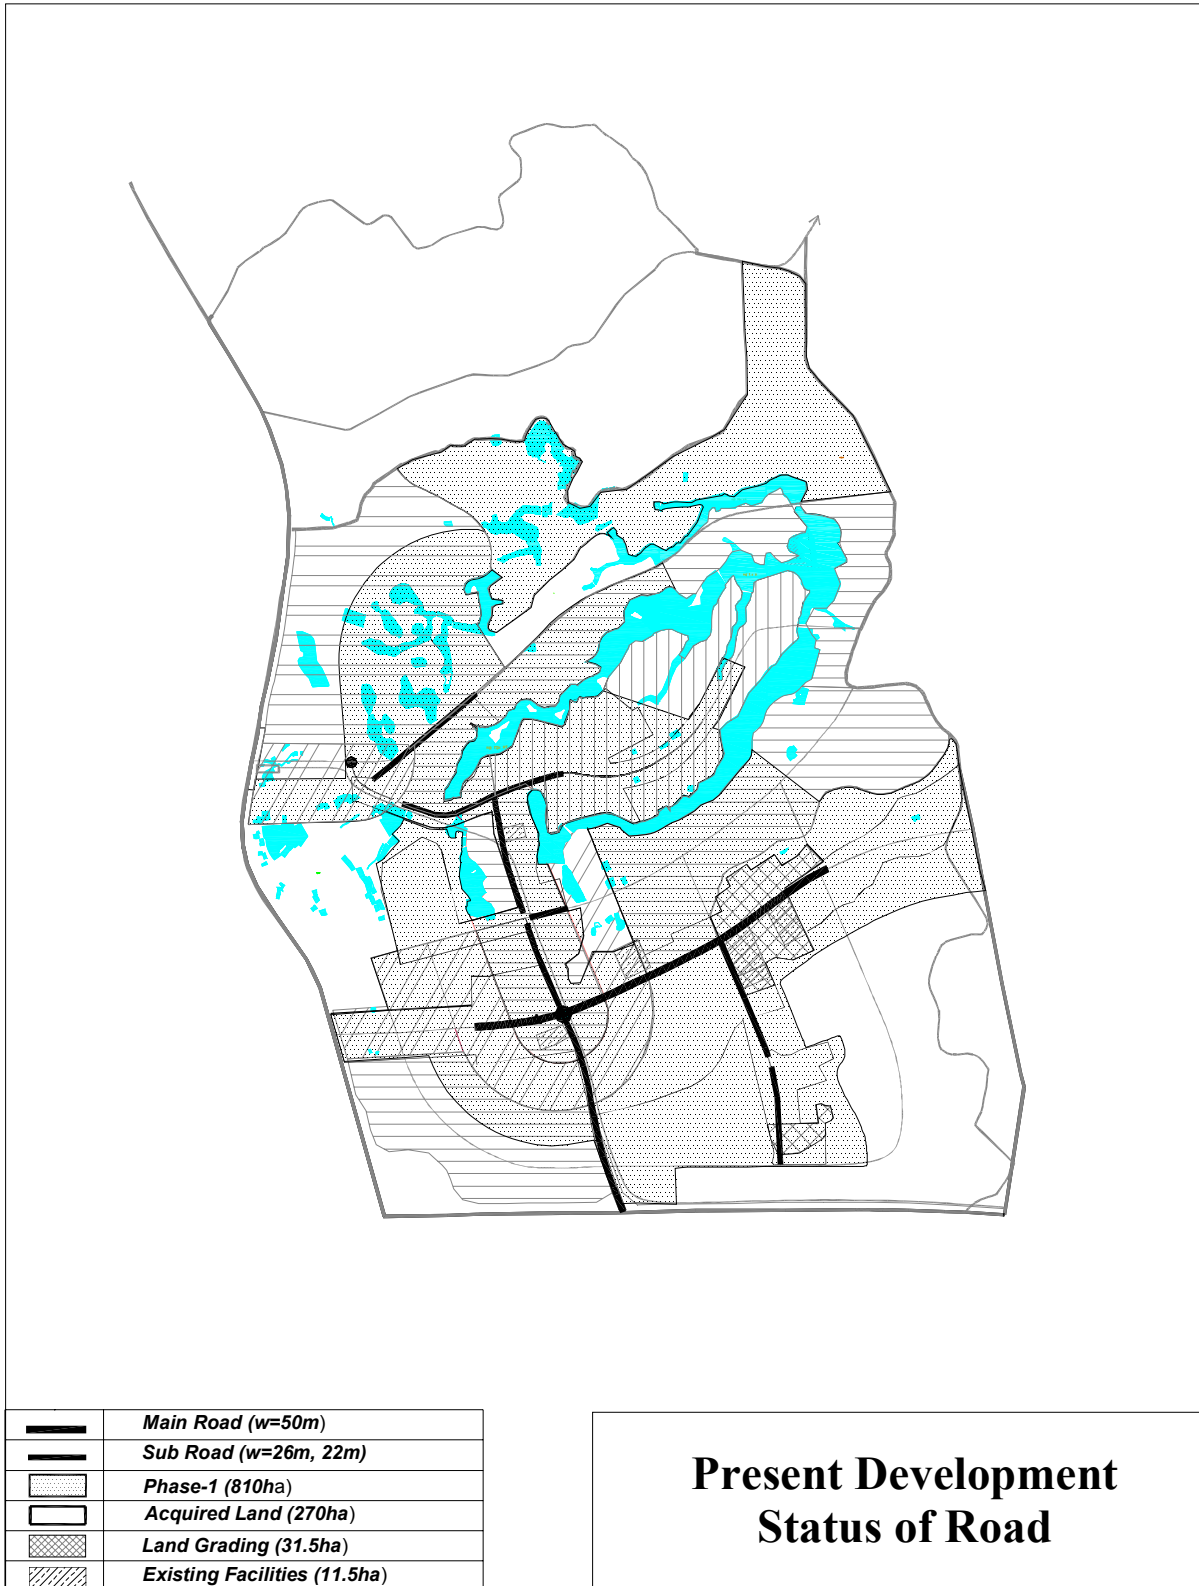 Main Road (w=50m)
Sub Road (w=26m, 22m)
Phase-1 (810ha)
Acquired Land (270ha)
Land Grading (31.5ha)
Existing Facilities (11.5ha)
Present Development
Status of Road